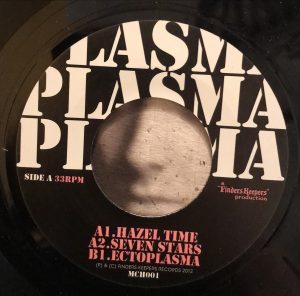 PLASMA
PLASMA
PLASMA
SIDE A 33RPM
a
"Finders Keepers"
production
A1.HAZEL TIME
A2.SEVEN STARS
B1.ECTOPLASMA
(P) & (C) FINDERS KEEPERS RECORDS 2012
MCH001